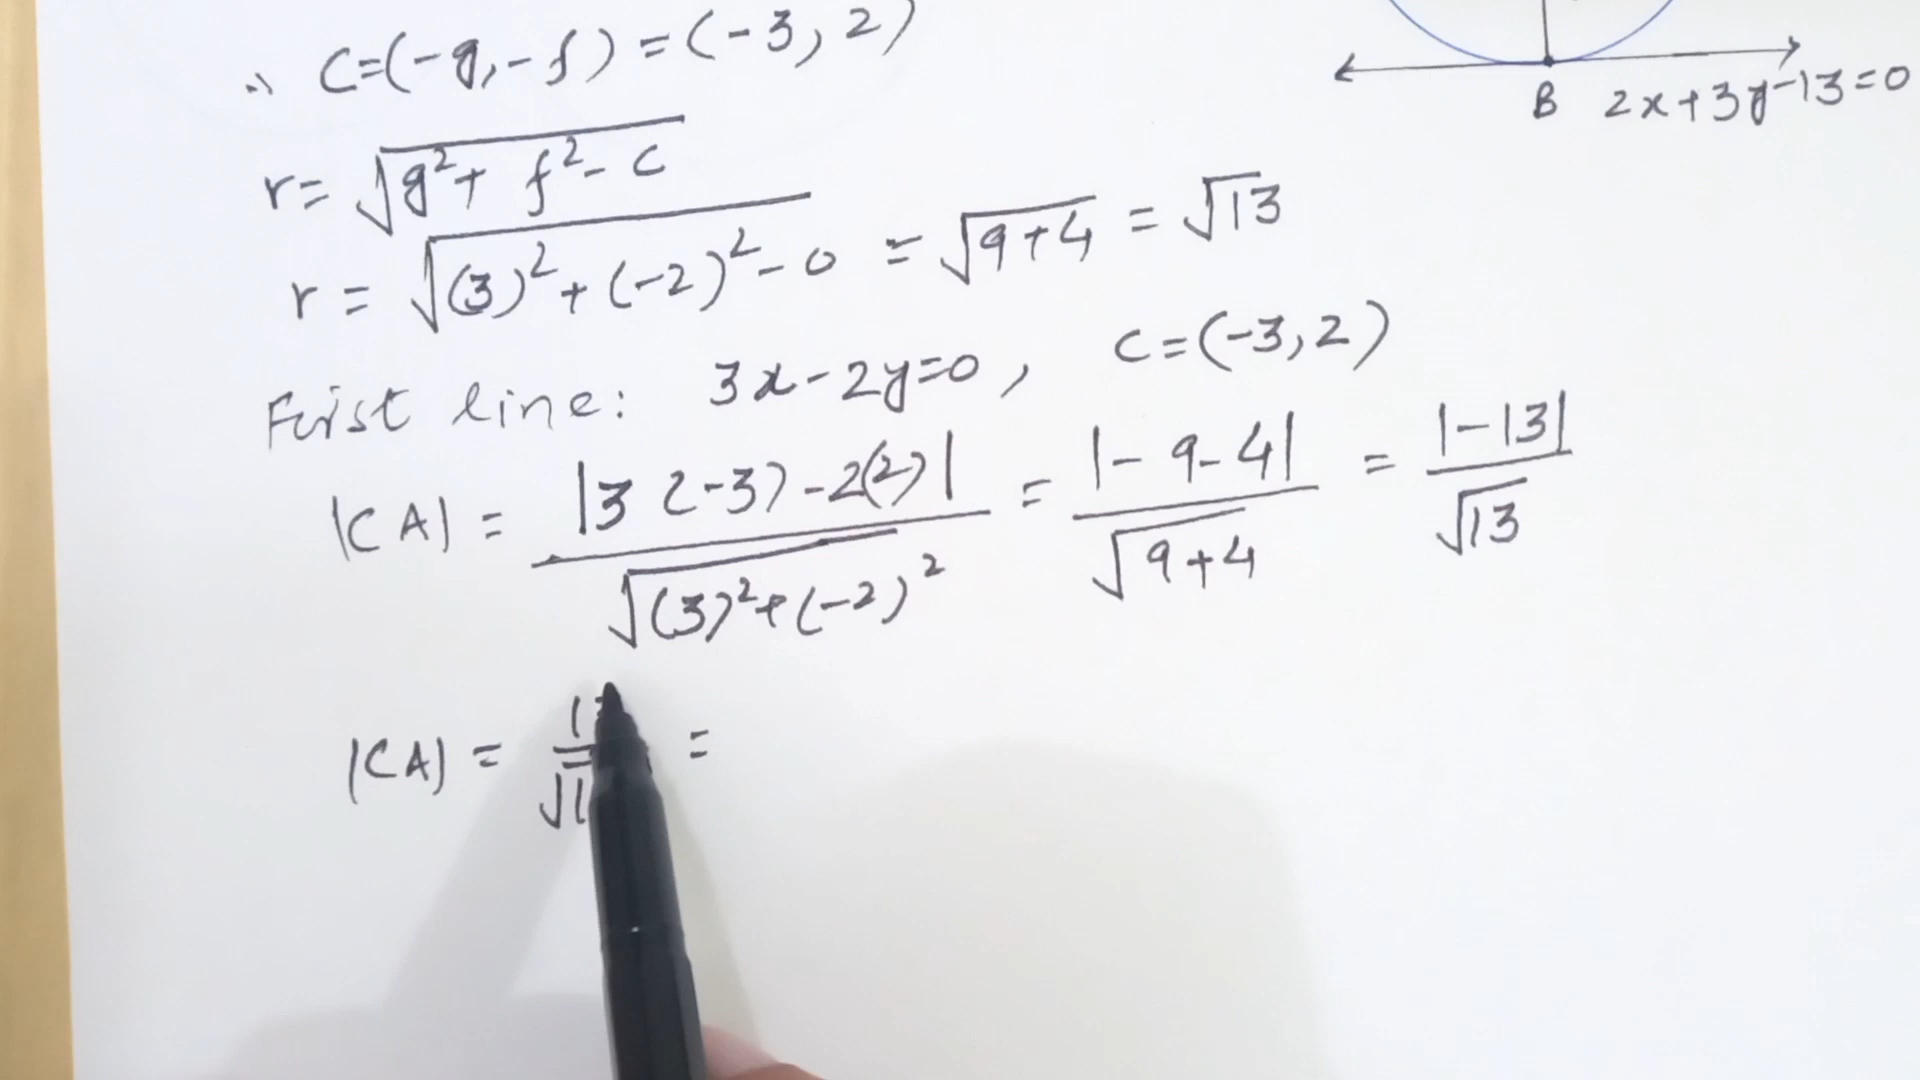 ∴ C=(-g,-f)=(-3,2)
B 2x+3y-13=0
r= √(g²+f²-c)
r = √((3)²+(-2)²-0) = √(9+4) = √13
First line: 3x-2y=0, C=(-3,2)
|CA| = |3(-3)-2(2)| / √((3)²+(-2)²) = |-9-4| / √(9+4) = |-13| / √13
|CA| = =